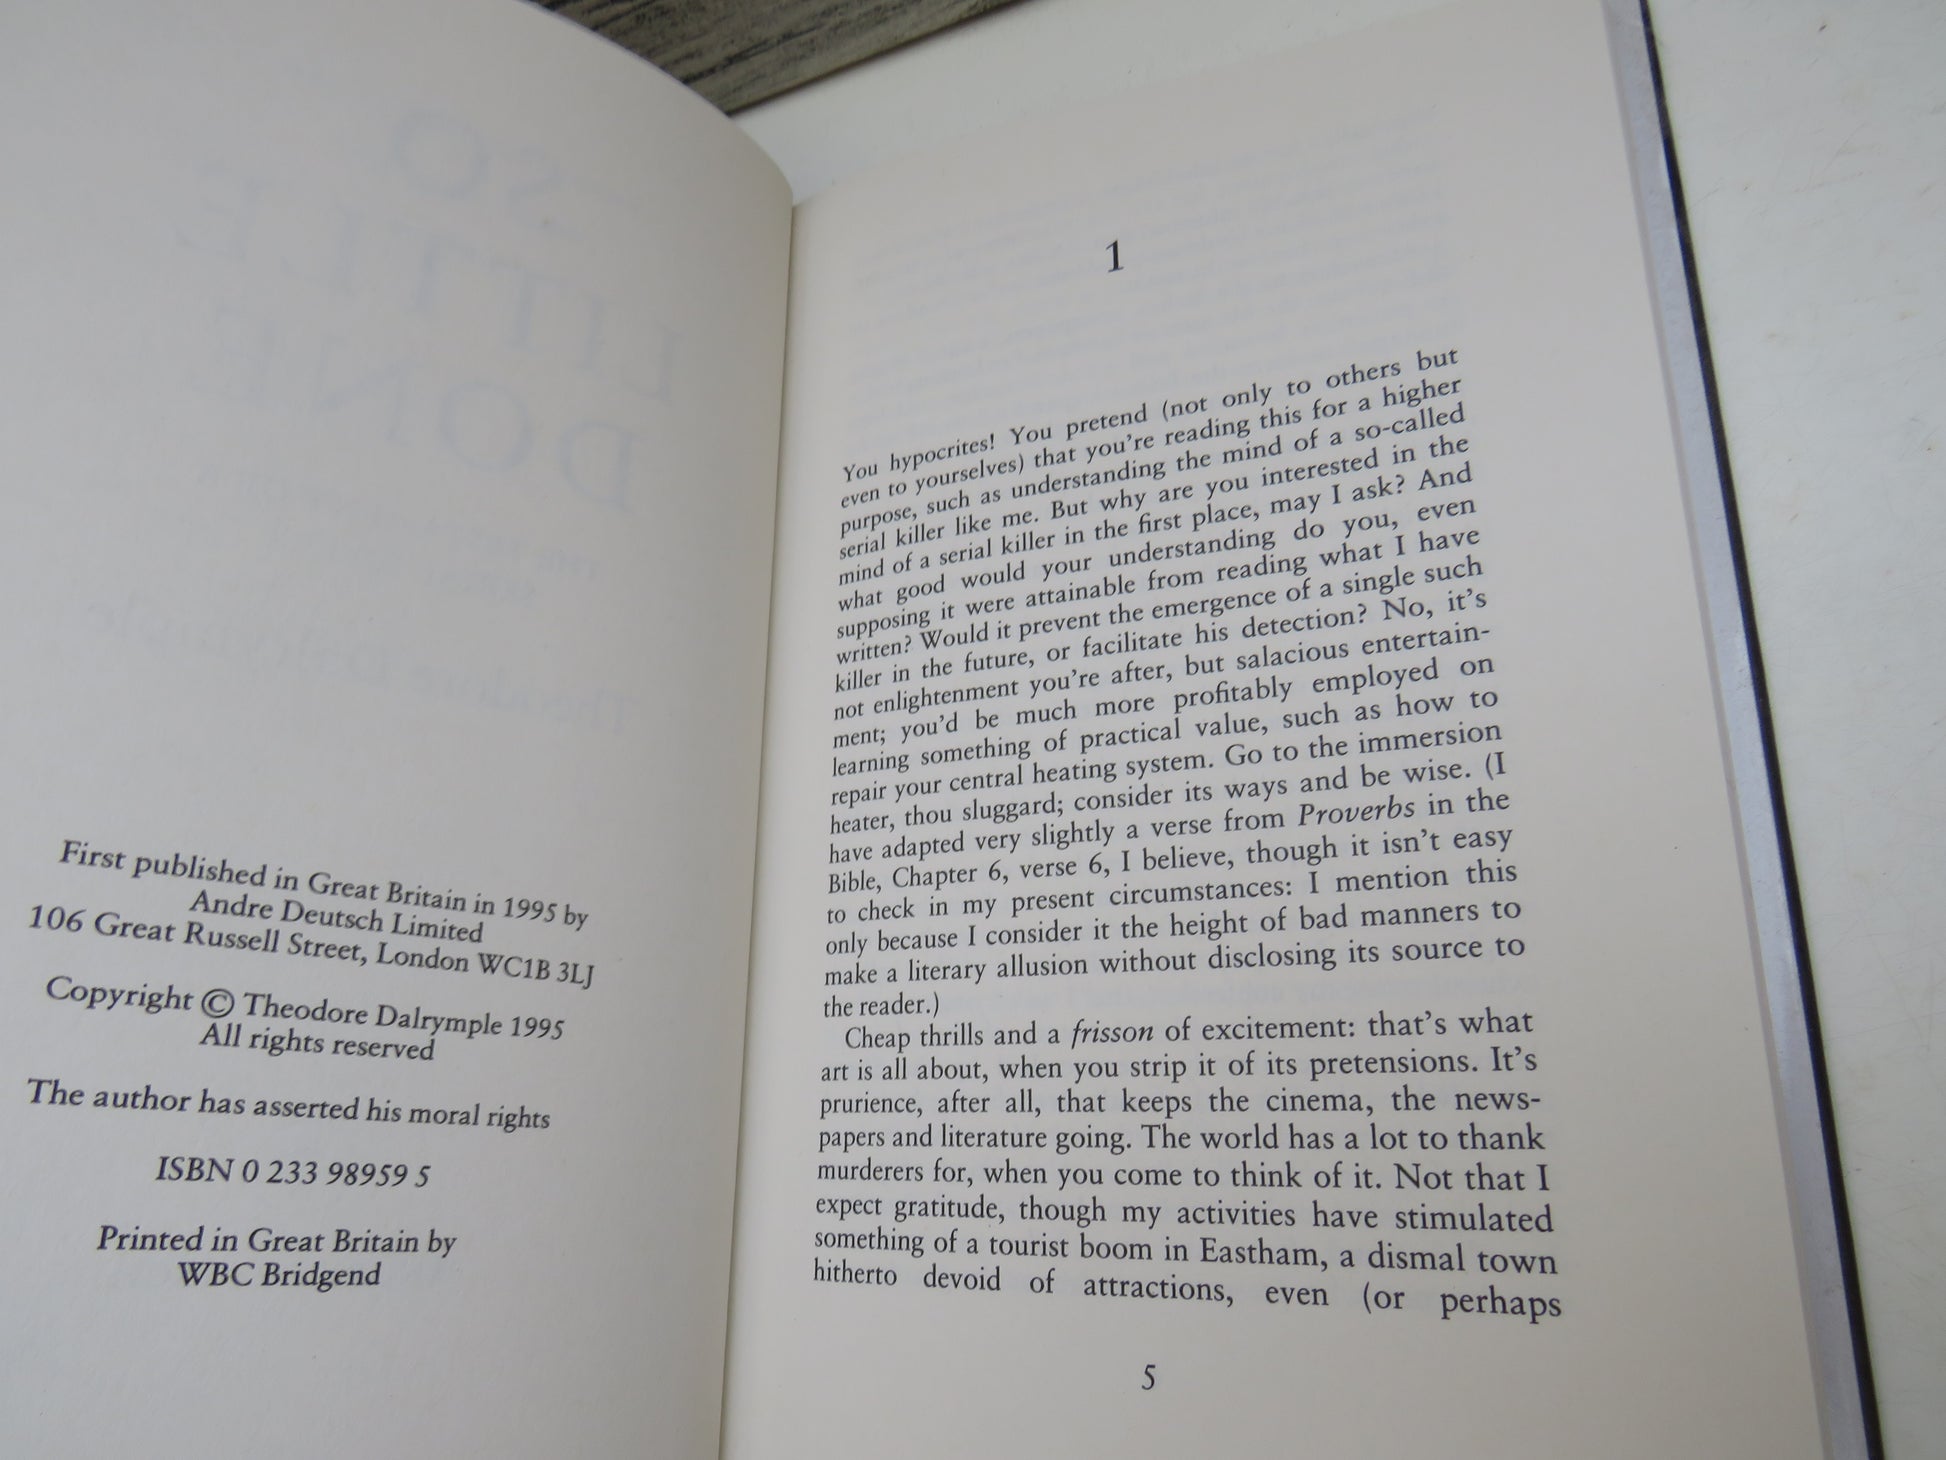 First published in Great Britain in 1995 by
Andre Deutsch Limited
106 Great Russell Street, London WC1B 3LJ
Copyright © Theodore Dalrymple 1995
All rights reserved
The author has asserted his moral rights
ISBN 0 233 98959 5
Printed in Great Britain by
WBC Bridgend
1
You hypocrites! You pretend (not only to others but
even to yourselves) that you're reading this for a higher
purpose, such as understanding the mind of a so-called
serial killer like me. But why are you interested in the
mind of a serial killer in the first place, may I ask? And
what good would your understanding do you, even
supposing it were attainable from reading what I have
written? Would it prevent the emergence of a single such
killer in the future, or facilitate his detection? No, it's
not enlightenment you're after, but salacious entertain-
ment; you'd be much more profitably employed on
learning something of practical value, such as how to
repair your central heating system. Go to the immersion
heater, thou sluggard; consider its ways and be wise. (I
have adapted very slightly a verse from Proverbs in the
Bible, Chapter 6, verse 6, I believe, though it isn't easy
to check in my present circumstances: I mention this
only because I consider it the height of bad manners to
make a literary allusion without disclosing its source to
the reader.)
Cheap thrills and a frisson of excitement: that's what
art is all about, when you strip it of its pretensions. It's
prurience, after all, that keeps the cinema, the news-
papers and literature going. The world has a lot to thank
murderers for, when you come to think of it. Not that I
expect gratitude, though my activities have stimulated
something of a tourist boom in Eastham, a dismal town
hitherto devoid of attractions, even (or perhaps
5